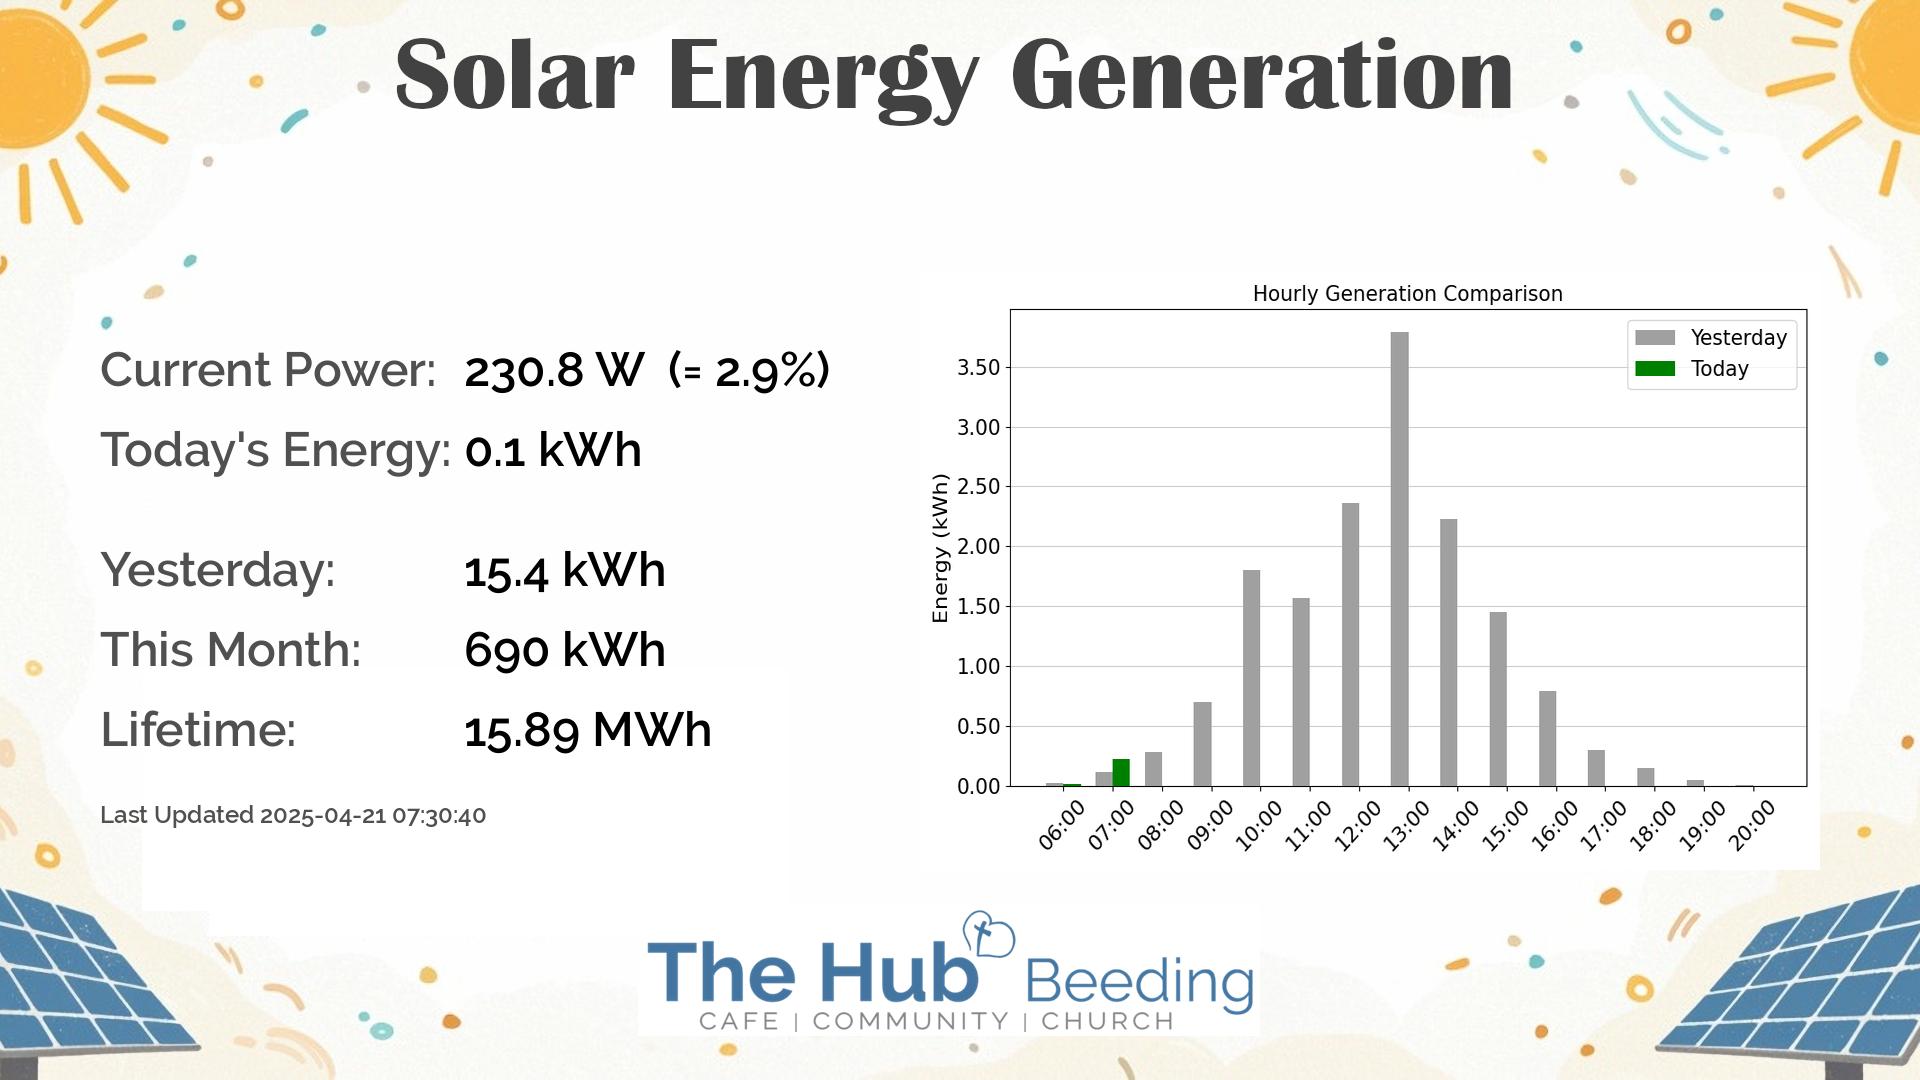 Solar Energy Generation
Current Power: 230.8 W (= 2.9%)
Today's Energy: 0.1 kWh
Yesterday: 15.4 kWh
This Month: 690 kWh
Lifetime: 15.89 MWh
Last Updated 2025-04-21 07:30:40
Hourly Generation Comparison
Yesterday
Today
Energy (kWh)
3.50
3.00
2.50
2.00
1.50
1.00
0.50
0.00
06:00 07:00 08:00 09:00 10:00 11:00 12:00 13:00 14:00 15:00 16:00 17:00 18:00 19:00 20:00
The Hub Beeding
CAFE | COMMUNITY | CHURCH